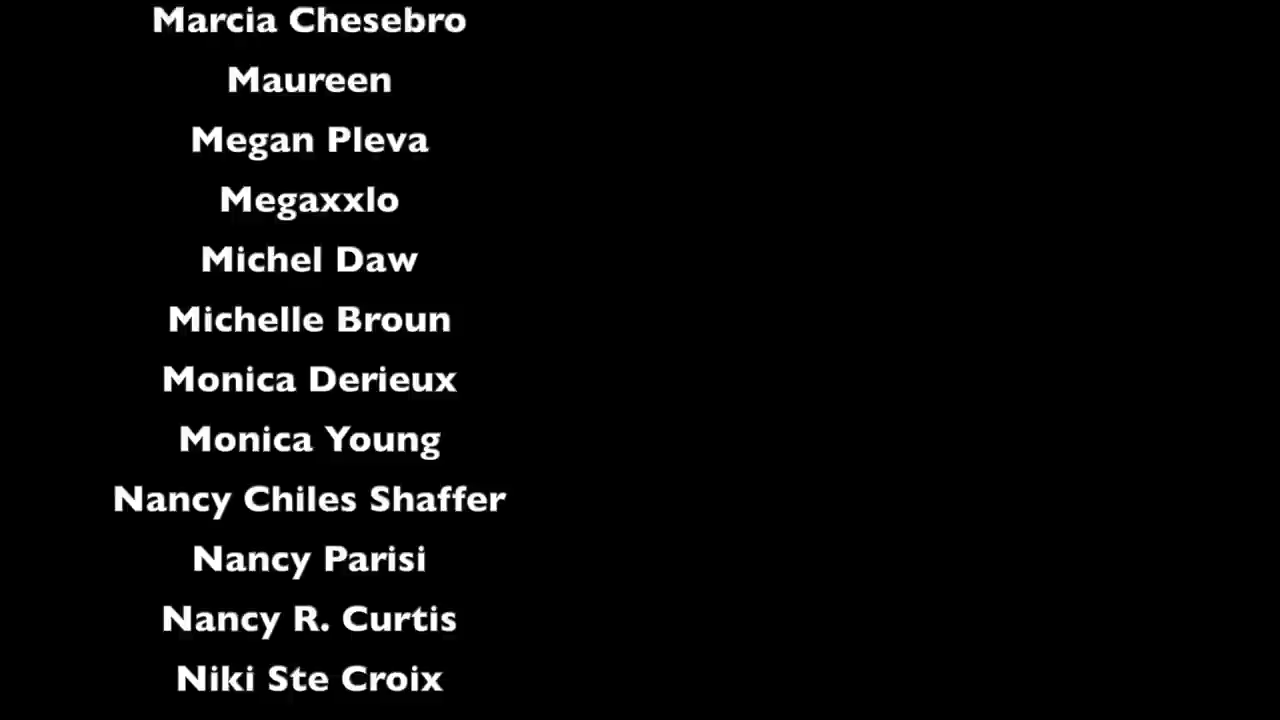 Marcia Chesebro
Maureen
Megan Pleva
Megaxxlo
Michel Daw
Michelle Broun
Monica Derieux
Monica Young
Nancy Chiles Shaffer
Nancy Parisi
Nancy R. Curtis
Niki Ste Croix